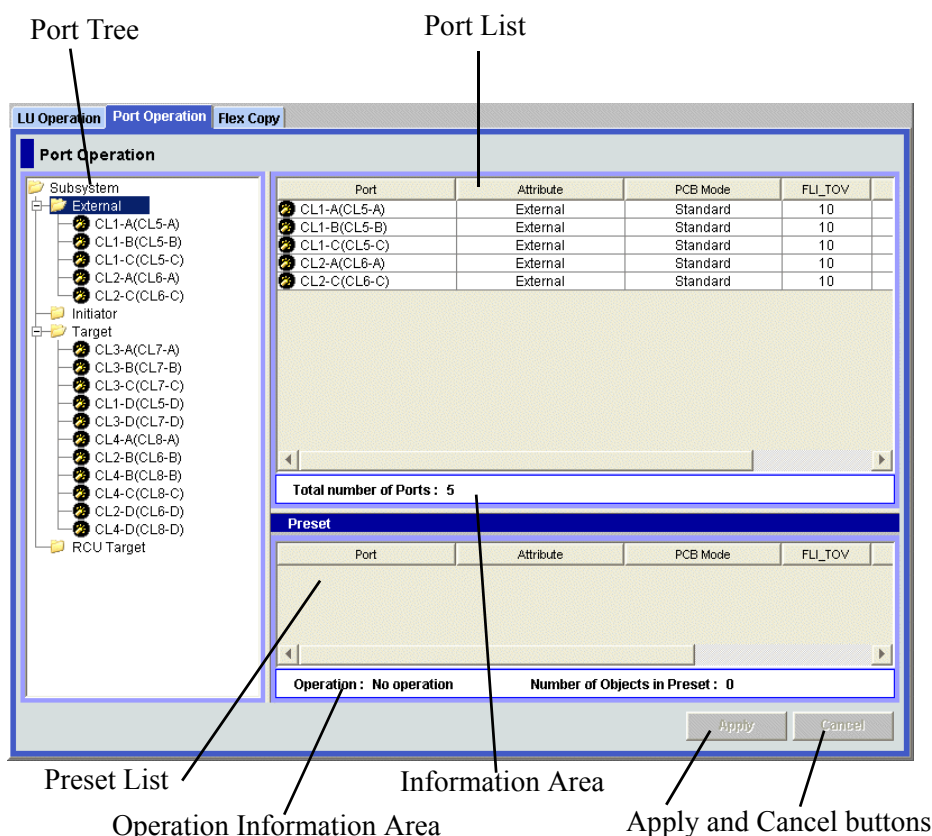 Port Tree
Port List
LU Operation Port Operation Flex Copy
Port Operation
Subsystem
External
CL1-A(CL5-A)
CL1-B(CL5-B)
CL1-C(CL5-C)
CL2-A(CL6-A)
CL2-C(CL6-C)
Initiator
Target
CL3-A(CL7-A)
CL3-B(CL7-B)
CL3-C(CL7-C)
CL1-D(CL5-D)
CL3-D(CL7-D)
CL4-A(CL8-A)
CL2-B(CL6-B)
CL4-B(CL8-B)
CL4-C(CL8-C)
CL2-D(CL6-D)
CL4-D(CL8-D)
RCU Target
Port Attribute PCB Mode FLI_TOV
CL1-A(CL5-A) External Standard 10
CL1-B(CL5-B) External Standard 10
CL1-C(CL5-C) External Standard 10
CL2-A(CL6-A) External Standard 10
CL2-C(CL6-C) External Standard 10
Total number of Ports : 5
Preset
Port Attribute PCB Mode FLI_TOV
Operation : No operation Number of Objects in Preset : 0
Apply Cancel
Preset List
Information Area
Operation Information Area
Apply and Cancel buttons